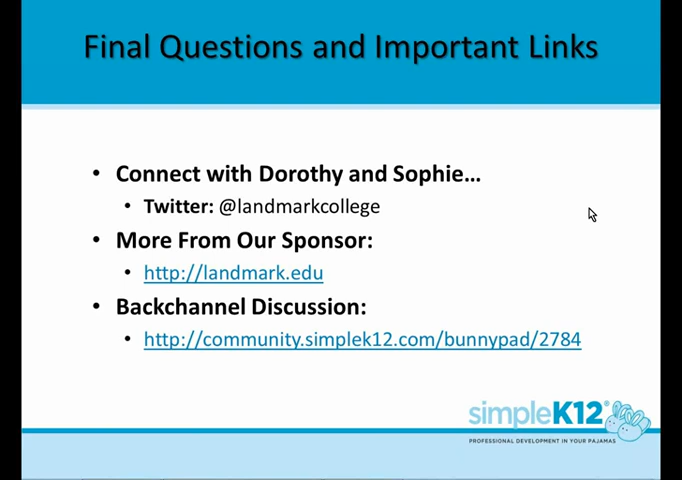 Final Questions and Important Links
• Connect with Dorothy and Sophie...
• Twitter: @landmarkcollege
• More From Our Sponsor:
• http://landmark.edu
• Backchannel Discussion:
• http://community.simplek12.com/bunnypad/2784
simpleK12®
PROFESSIONAL DEVELOPMENT IN YOUR PAJAMAS